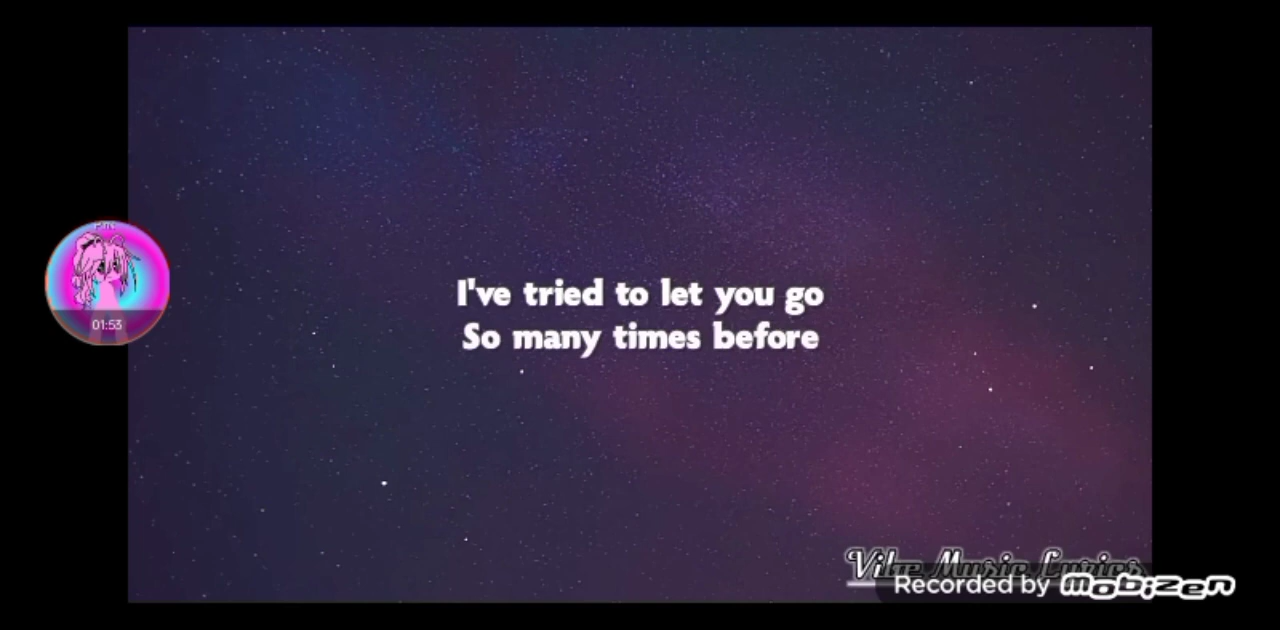 01:53
I've tried to let you go
So many times before
Vibe Music Lyrics
Recorded by mobizen